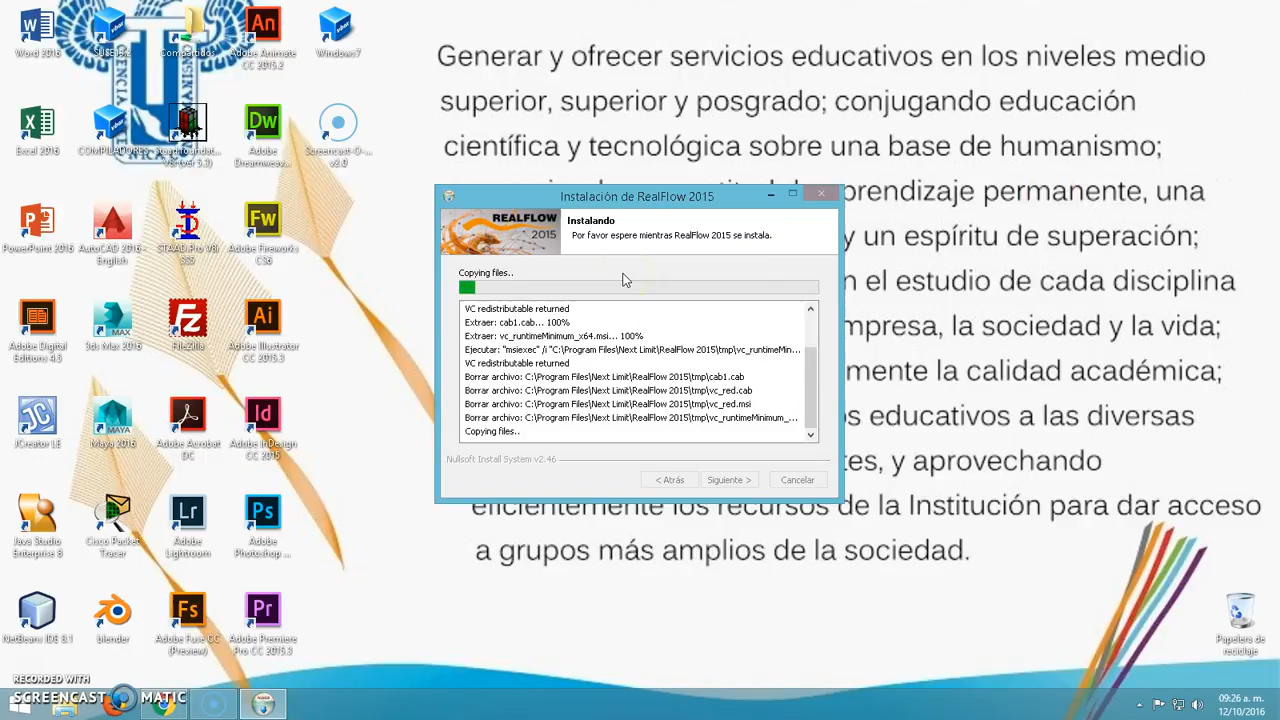 Word 2016
Compartidos
Adobe Animate
CC 2015.2
Windows7
Excel 2016
COMPILADORES
Adobe
Dreamweav...
Screencast-O-...
v2.0
PowerPoint 2016
AutoCAD 2016 -
English
STAAD.Pro V8i
SS5
Adobe Fireworks
CS6
Adobe Digital
Editions 4.5
3ds Max 2016
FileZilla
Adobe Illustrator
CC 2015.3
JCreator LE
Maya 2016
Adobe Acrobat
DC
Adobe InDesign
CC 2015
Java Studio
Enterprise 8
Cisco Packet
Tracer
Adobe
Lightroom
Adobe
Photoshop ...
NetBeans IDE 8.1
blender
Adobe Fuse CC
(Preview)
Adobe Premiere
Pro CC 2015.3
Generar y ofrecer servicios educativos en los niveles medio
superior, superior y posgrado; conjugando educación
científica y tecnológica sobre una base de humanismo;
prendizaje permanente, una
y un espíritu de superación;
n el estudio de cada disciplina
mpresa, la sociedad y la vida;
mente la calidad académica;
os educativos a las diversas
tes, y aprovechando
eficientemente los recursos de la Institución para dar acceso
a grupos más amplios de la sociedad.
Instalación de RealFlow 2015
REALFLOW
2015
Instalando
Por favor espere mientras RealFlow 2015 se instala.
Copying files..
VC redistributable returned
Extraer: cab1.cab... 100%
Extraer: vc_runtimeMinimum_x64.msi... 100%
Ejecutar: "msiexec" /i "C:\Program Files\Next Limit\RealFlow 2015\tmp\vc_runtimeMin...
VC redistributable returned
Borrar archivo: C:\Program Files\Next Limit\RealFlow 2015\tmp\cab1.cab
Borrar archivo: C:\Program Files\Next Limit\RealFlow 2015\tmp\vc_red.cab
Borrar archivo: C:\Program Files\Next Limit\RealFlow 2015\tmp\vc_red.msi
Borrar archivo: C:\Program Files\Next Limit\RealFlow 2015\tmp\vc_runtimeMinimum_...
Copying files..
Nullsoft Install System v2.46
< Atrás
Siguiente >
Cancelar
Papelera de
reciclaje
RECORDED WITH
SCREENCAST MATIC
09:26 a. m.
12/10/2016